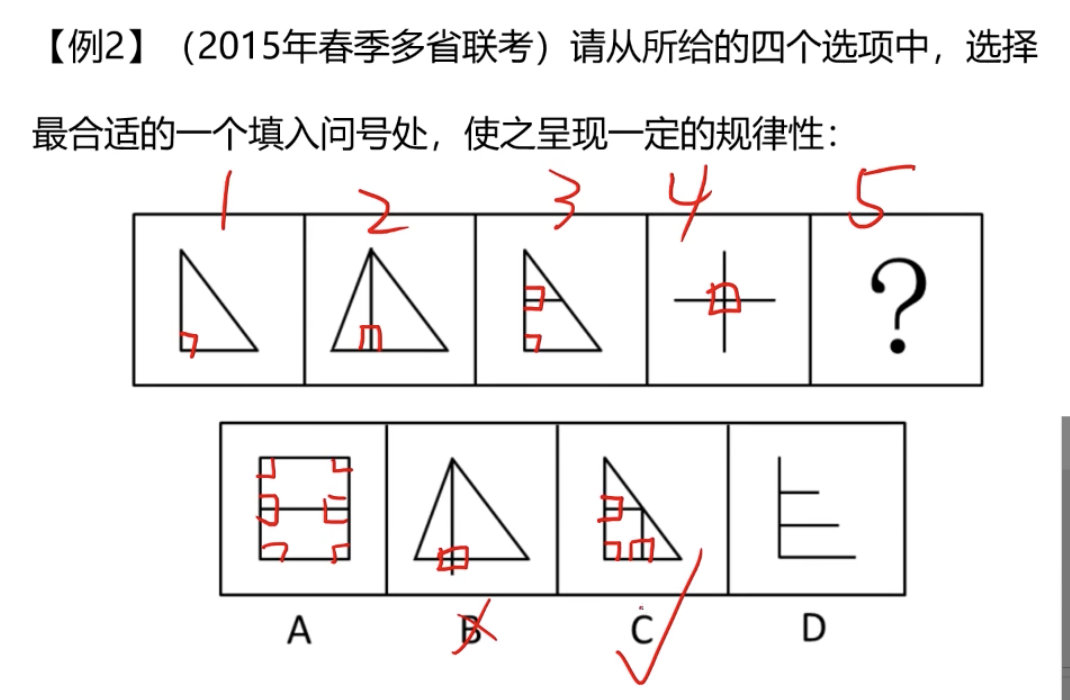 【例2】（2015年春季多省联考）请从所给的四个选项中，选择
最合适的一个填入问号处，使之呈现一定的规律性：
1 2 3 4 5
?
A B C D